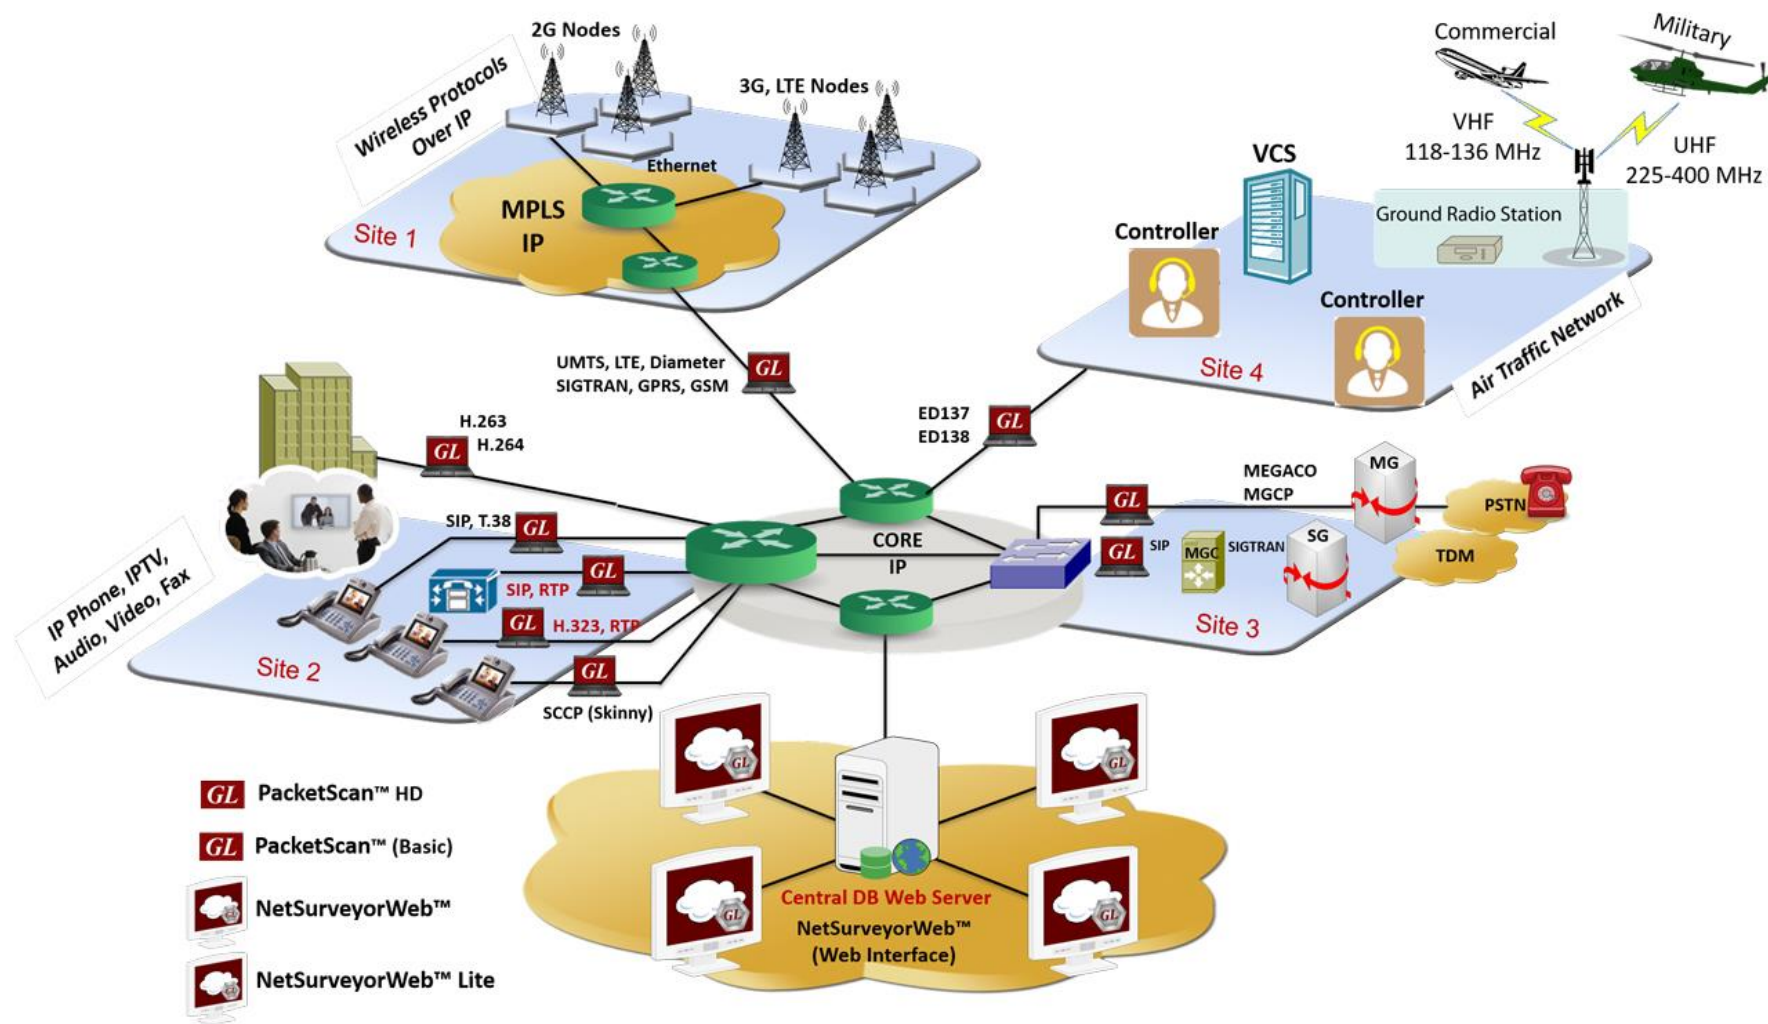 2G Nodes
3G, LTE Nodes
Wireless Protocols
Over IP
Ethernet
MPLS
IP
Site 1
Commercial
Military
VHF
118-136 MHz
UHF
225-400 MHz
VCS
Ground Radio Station
Controller
Controller
Site 4
Air Traffic Network
UMTS, LTE, Diameter
SIGTRAN, GPRS, GSM
GL
ED137
ED138
GL
H.263
H.264
GL
MEGACO
MGCP
MG
GL
PSTN
SIP, T.38
GL
CORE
IP
GL
SIP
MGC
SIGTRAN
SG
TDM
SIP, RTP
GL
IP Phone, IPTV,
Audio, Video, Fax
GL
H.323, RTP
Site 3
Site 2
GL
SCCP (Skinny)
GL
GL
GL
GL
Central DB Web Server
NetSurveyorWeb™
(Web Interface)
GL PacketScan™ HD
GL PacketScan™ (Basic)
GL NetSurveyorWeb™
GL NetSurveyorWeb™ Lite